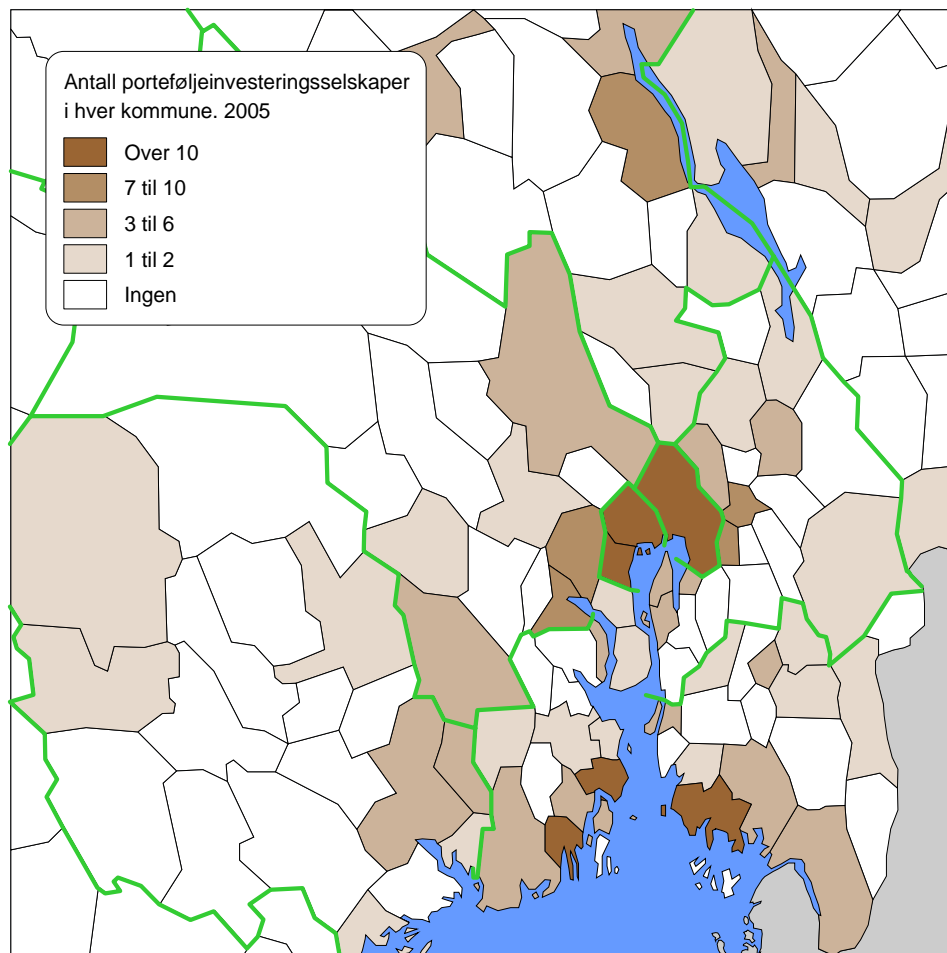 Antall porteføljeinvesteringsselskaper
i hver kommune. 2005
Over 10
7 til 10
3 til 6
1 til 2
Ingen